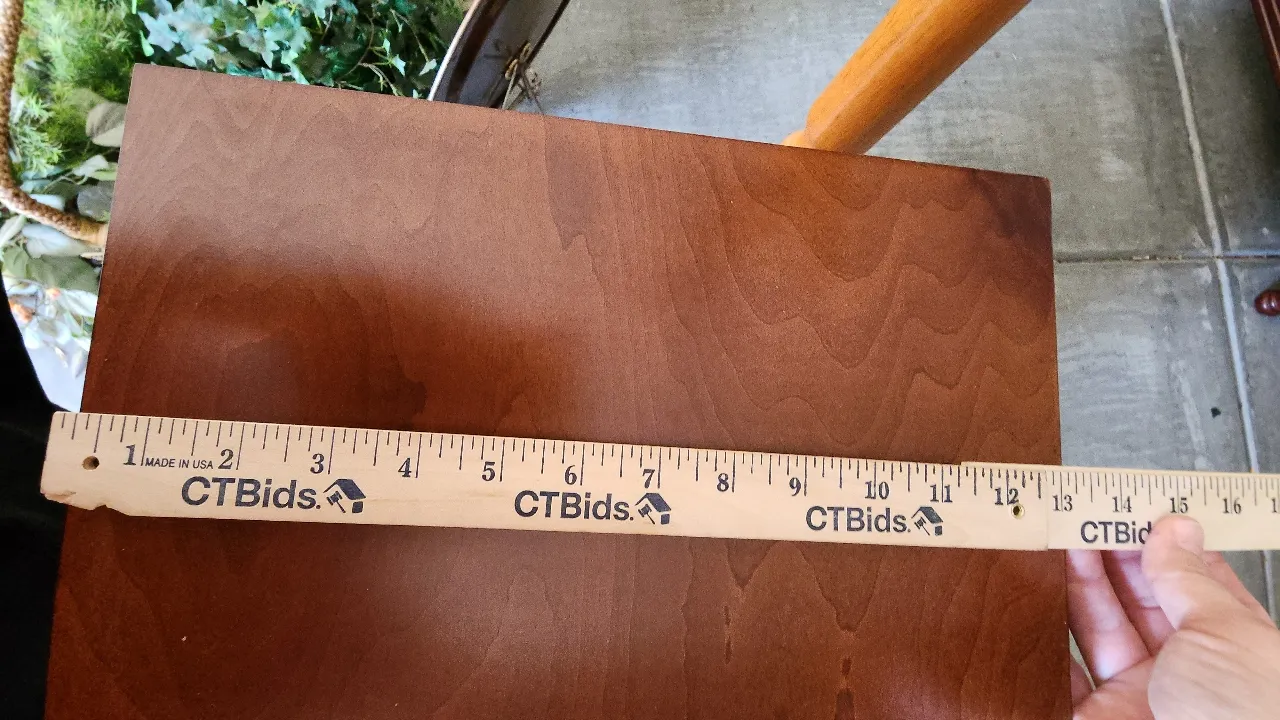 1 2 3 4 5 6 7 8 9 10 11 12 13 14 15 16
MADE IN USA
CTBids. CTBids. CTBids. CTBid